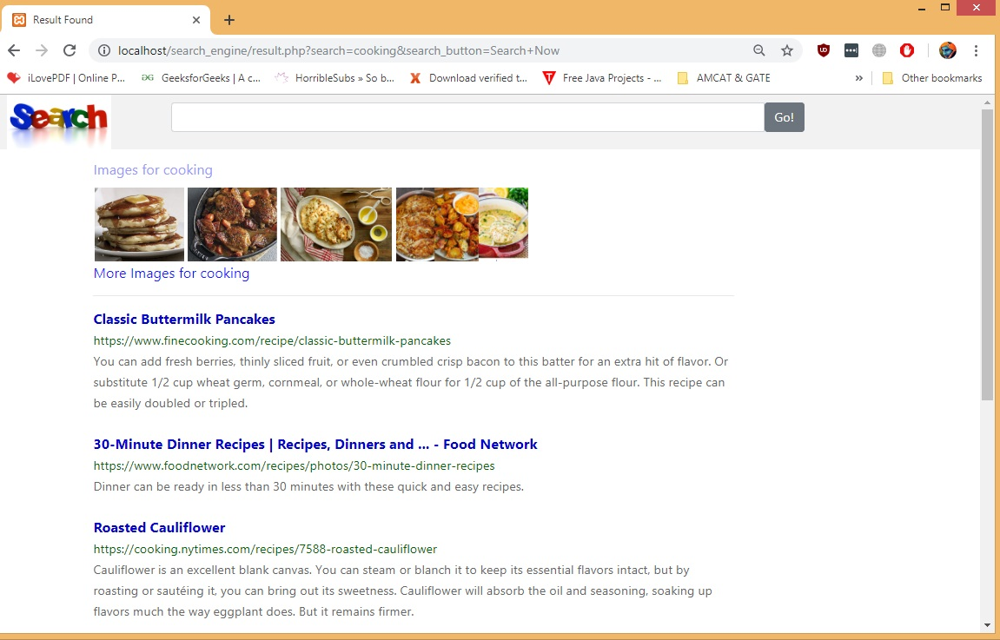 Result Found
localhost/search_engine/result.php?search=cooking&search_button=Search+Now
iLovePDF | Online P...
GeeksforGeeks | A c...
HorribleSubs » So b...
Download verified t...
Free Java Projects - ...
AMCAT & GATE
»
Other bookmarks
Search
Go!
Images for cooking
More Images for cooking
Classic Buttermilk Pancakes
https://www.finecooking.com/recipe/classic-buttermilk-pancakes
You can add fresh berries, thinly sliced fruit, or even crumbled crisp bacon to this batter for an extra hit of flavor. Or
substitute 1/2 cup wheat germ, cornmeal, or whole-wheat flour for 1/2 cup of the all-purpose flour. This recipe can
be easily doubled or tripled.
30-Minute Dinner Recipes | Recipes, Dinners and ... - Food Network
https://www.foodnetwork.com/recipes/photos/30-minute-dinner-recipes
Dinner can be ready in less than 30 minutes with these quick and easy recipes.
Roasted Cauliflower
https://cooking.nytimes.com/recipes/7588-roasted-cauliflower
Cauliflower is an excellent blank canvas. You can steam or blanch it to keep its essential flavors intact, but by
roasting or sautéing it, you can bring out its sweetness. Cauliflower will absorb the oil and seasoning, soaking up
flavors much the way eggplant does. But it remains firmer.